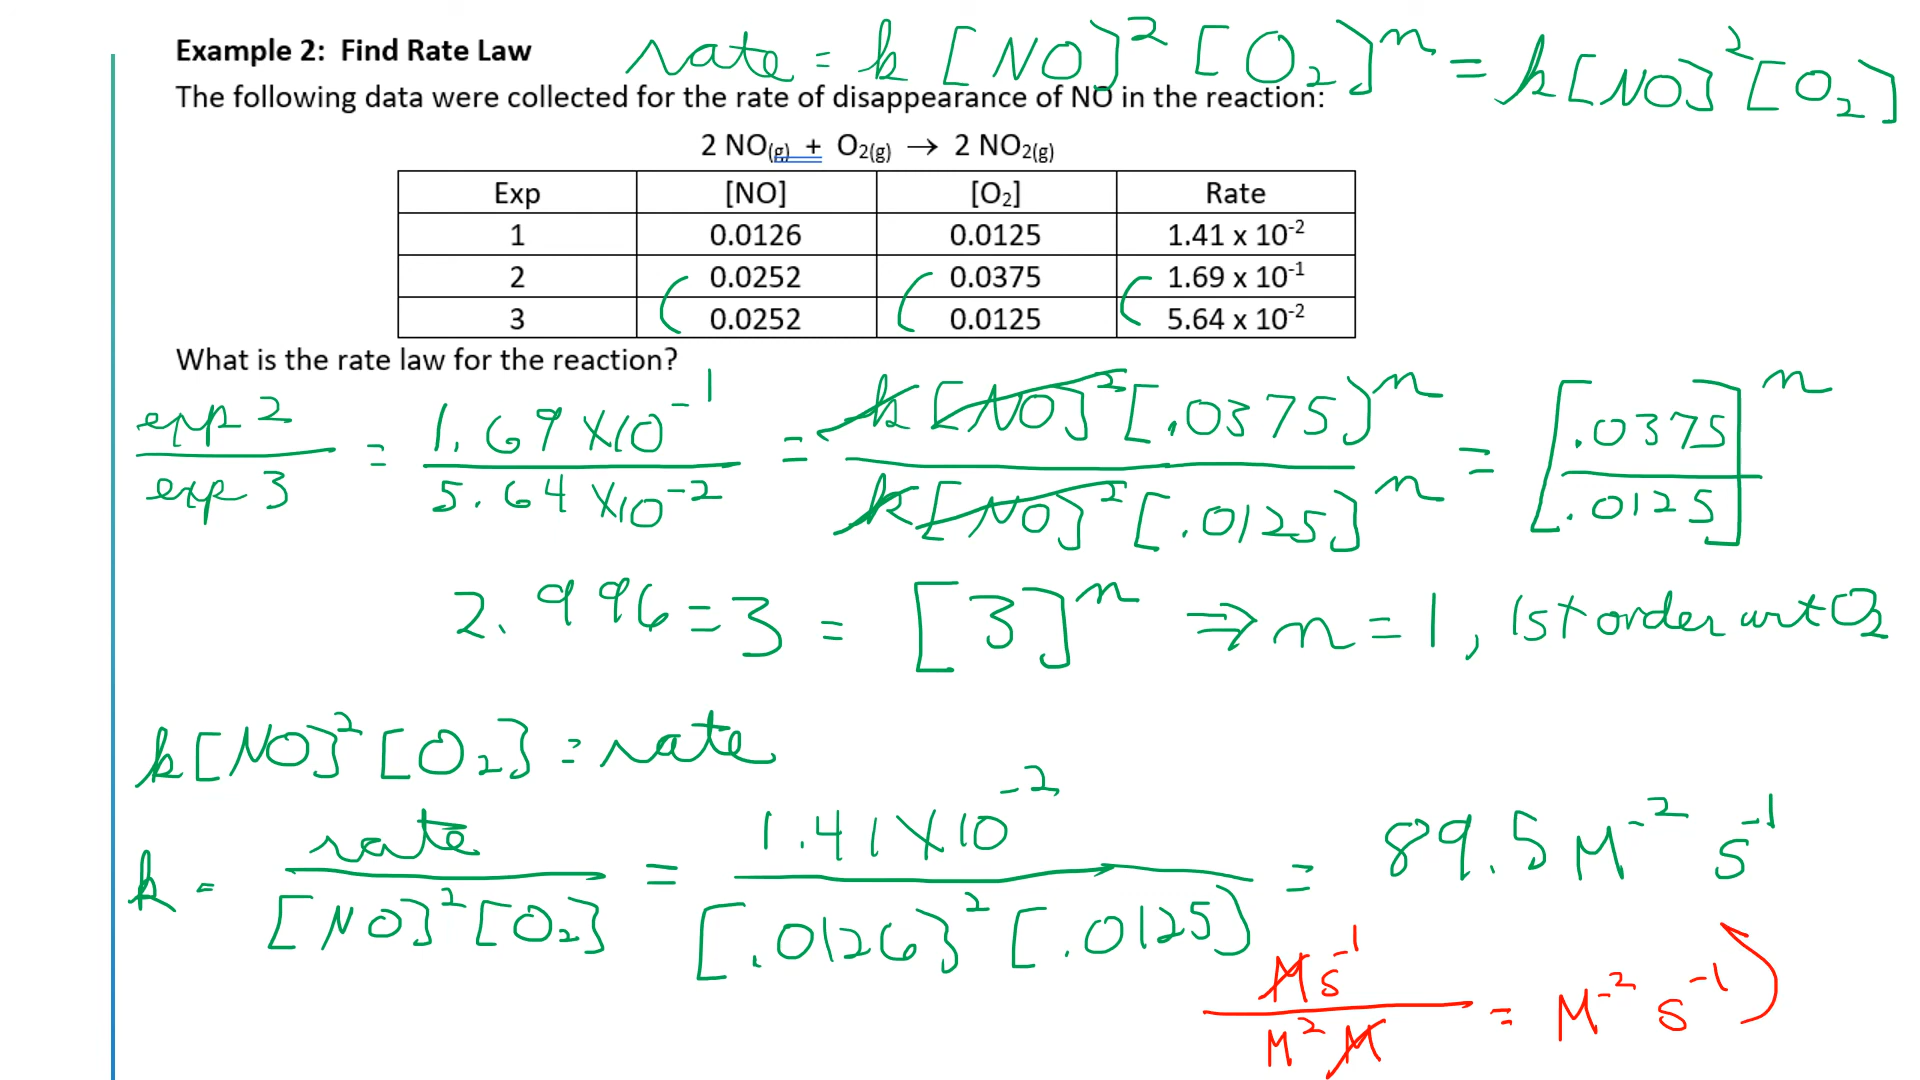 Example 2:  Find Rate Law
rate = k [NO]² [O₂]ⁿ = k[NO]²[O₂]
The following data were collected for the rate of disappearance of NO in the reaction:
2 NO(g) + O2(g) → 2 NO2(g)
Exp [NO] [O₂] Rate
1 0.0126 0.0125 1.41 x 10⁻²
2 0.0252 0.0375 1.69 x 10⁻¹
3 0.0252 0.0125 5.64 x 10⁻²
What is the rate law for the reaction?
exp 2 / exp 3 = 1.69 X10⁻¹ / 5.64 X10⁻² = k[NO]²[.0375]ⁿ / k[NO]²[.0125]ⁿ = [.0375 / .0125]ⁿ
2.996 = 3 = [3]ⁿ ⇒ n = 1, 1st order wrt O₂
k[NO]²[O₂] = rate
k = rate / [NO]²[O₂] = 1.41 X10⁻² / [.0126]²[.0125] = 89.5 M⁻² s⁻¹
M s⁻¹ / M² M = M⁻² s⁻¹